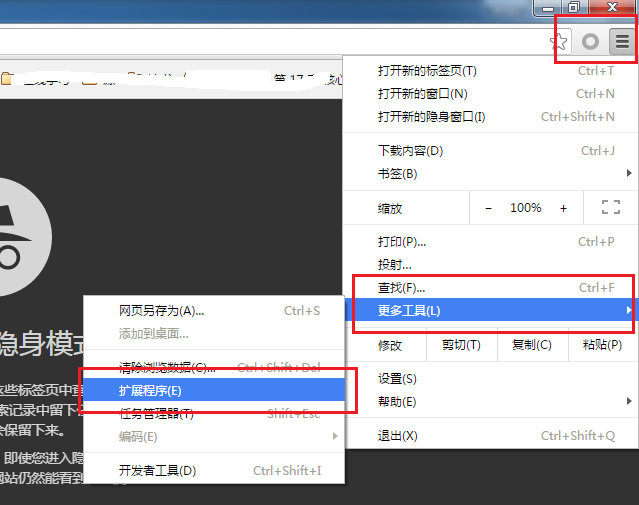 第 17
核心
打开新的标签页(T) Ctrl+T
打开新的窗口(N) Ctrl+N
打开新的隐身窗口(I) Ctrl+Shift+N
下载内容(D) Ctrl+J
书签(B)
缩放 − 100% +
打印(P)... Ctrl+P
投射...
查找(F)... Ctrl+F
更多工具(L)
修改 剪切(T) 复制(C) 粘贴(P)
设置(S)
帮助(E)
退出(X) Ctrl+Shift+Q
网页另存为(A)... Ctrl+S
添加到桌面...
清除浏览数据(C)... Ctrl+Shift+Del
扩展程序(E)
任务管理器(T) Shift+Esc
编码(E)
开发者工具(D) Ctrl+Shift+I
隐身模式
这些标签页中查
索记录中留下
会保留下来。
即使您进入隐
网站仍然能看到